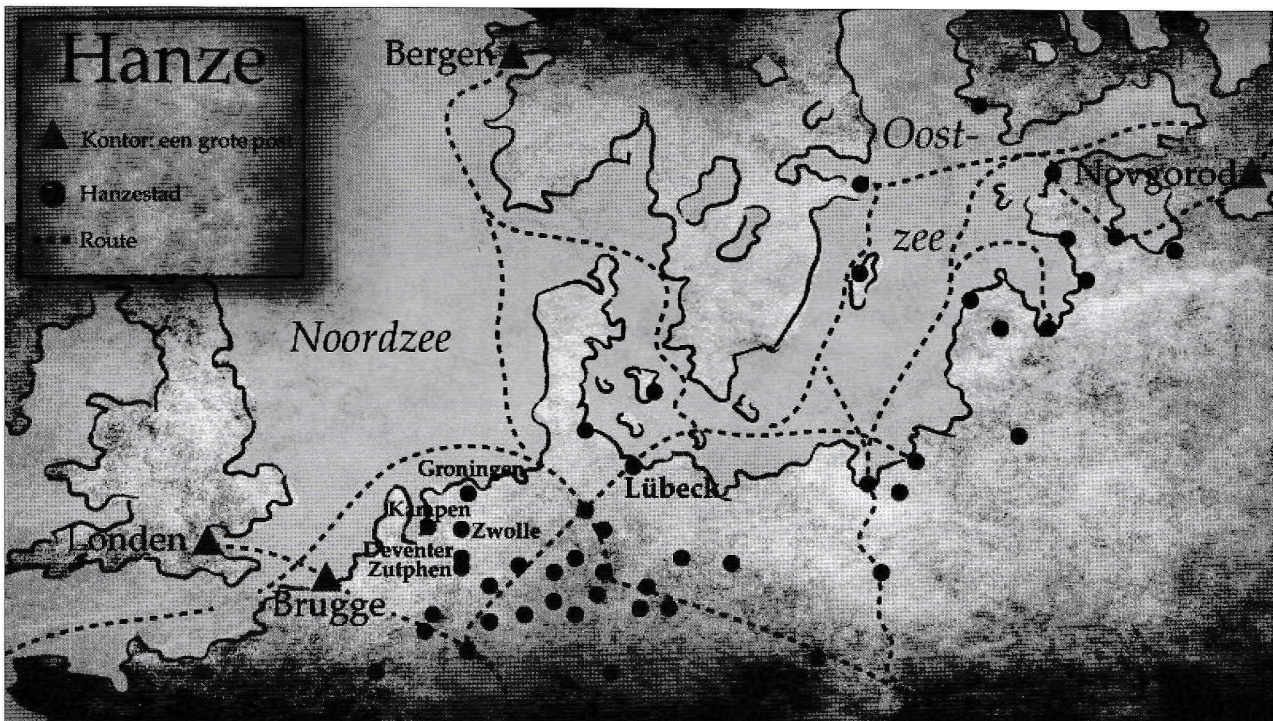 Hanze
Kontor: een grote post
Hanzestad
Route
Bergen
Oost-
zee
Novgorod
Noordzee
Groningen
Kampen
Zwolle
Deventer
Zutphen
Lübeck
Londen
Brugge